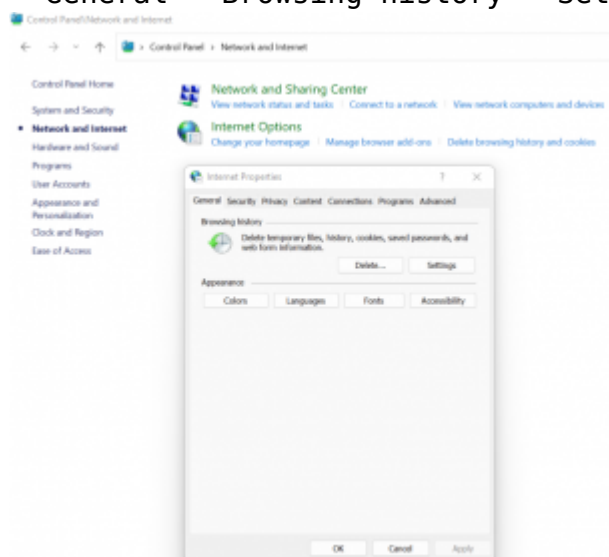 General   Browsing history   Set
Control Panel\Network and Internet
Control Panel › Network and Internet
Control Panel Home
System and Security
Network and Internet
Hardware and Sound
Programs
User Accounts
Appearance and
Personalization
Clock and Region
Ease of Access
Network and Sharing Center
View network status and tasks
Connect to a network
View network computers and devices
Internet Options
Change your homepage
Manage browser add-ons
Delete browsing history and cookies
Internet Properties ? ×
General Security Privacy Content Connections Programs Advanced
Browsing history
Delete temporary files, history, cookies, saved passwords, and
web form information.
Delete... Settings
Appearance
Colors Languages Fonts Accessibility
OK Cancel Apply